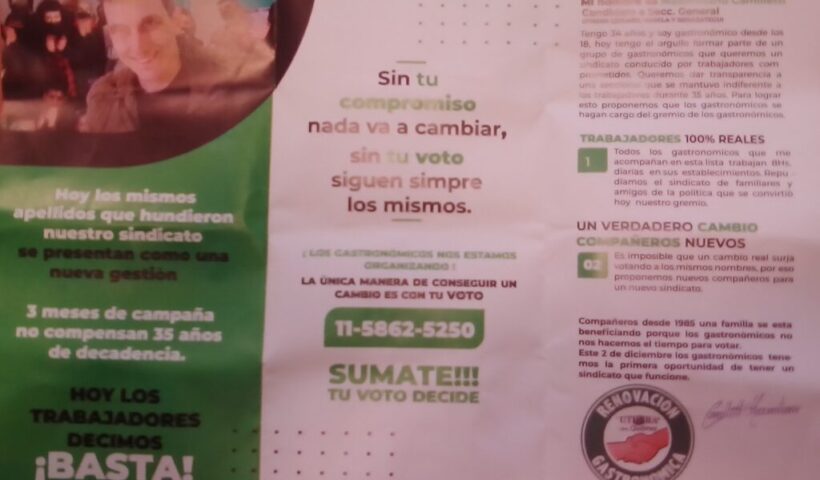 Hoy los mismos
apellidos que hundieron
nuestro sindicato
se presentan como una
nueva gestión
3 meses de campaña
no compensan 35 años
de decadencia.
HOY LOS
TRABAJADORES
DECIMOS
¡BASTA!
Sin tu
compromiso
nada va a cambiar,
sin tu voto
siguen simpre
los mismos.
¡ LOS GASTRONÓMICOS NOS ESTAMOS
ORGANIZANDO !
LA ÚNICA MANERA DE CONSEGUIR UN
CAMBIO ES CON TU VOTO
11-5862-5250
SUMATE!!!
TU VOTO DECIDE
Mi nombre es
Candidato a Secc. General
Tengo 34 años y soy gastronómico desde los
18, hoy tengo el orgullo formar parte de un
grupo de gastronómicos que queremos un
sindicato conducido por trabajadores com
prometidos. Queremos dar transparencia a
una que se mantuvo indiferente a
los trabajadores durante 35 años. Para lograr
esto proponemos que los gastronómicos se
hagan cargo del gremio de los gastronómicos.
TRABAJADORES 100% REALES
1
Todos los gastronomicos que me
acompañan en esta lista trabajan 8Hs.
diarias en sus establecimientos. Repu
diamos el sindicato de familiares y
amigos de la política que se convirtió
hoy nuestro gremio.
UN VERDADERO CAMBIO
COMPAÑEROS NUEVOS
02
Es imposible que un cambio real surja
votando a los mismos nombres, por eso
proponemos nuevos compañeros para
un nuevo sindicato.
Compañeros desde 1985 una familia se esta
beneficiando porque los gastronómicos no
nos hacemos el tiempo para votar.
Este 2 de diciembre los gastronómicos tene-
mos la primera oportunidad de tener un
sindicato que funcione.
RENOVACION
UTHGRA
GASTRONOMICA